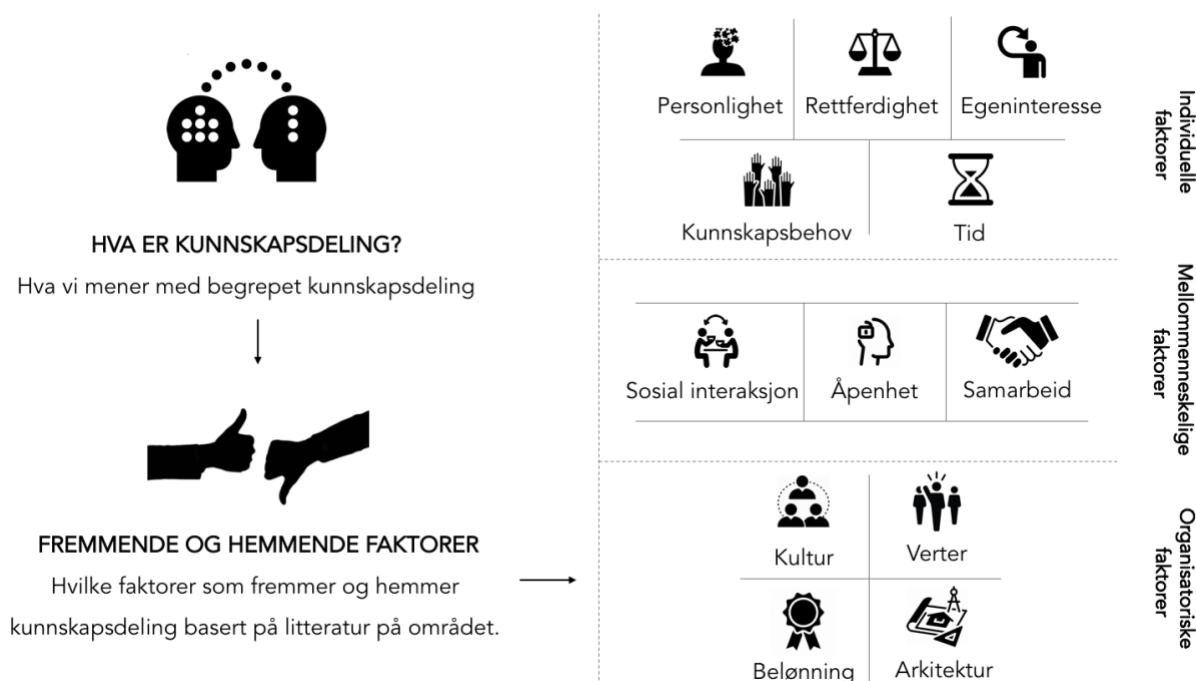 HVA ER KUNNSKAPSDELING?
Hva vi mener med begrepet kunnskapsdeling
FREMMENDE OG HEMMENDE FAKTORER
Hvilke faktorer som fremmer og hemmer
kunnskapsdeling basert på litteratur på området.
Personlighet
Rettferdighet
Egeninteresse
Kunnskapsbehov
Tid
Individuelle
faktorer
Sosial interaksjon
Åpenhet
Samarbeid
Mellommenneskelige
faktorer
Kultur
Verter
Belønning
Arkitektur
Organisatoriske
faktorer